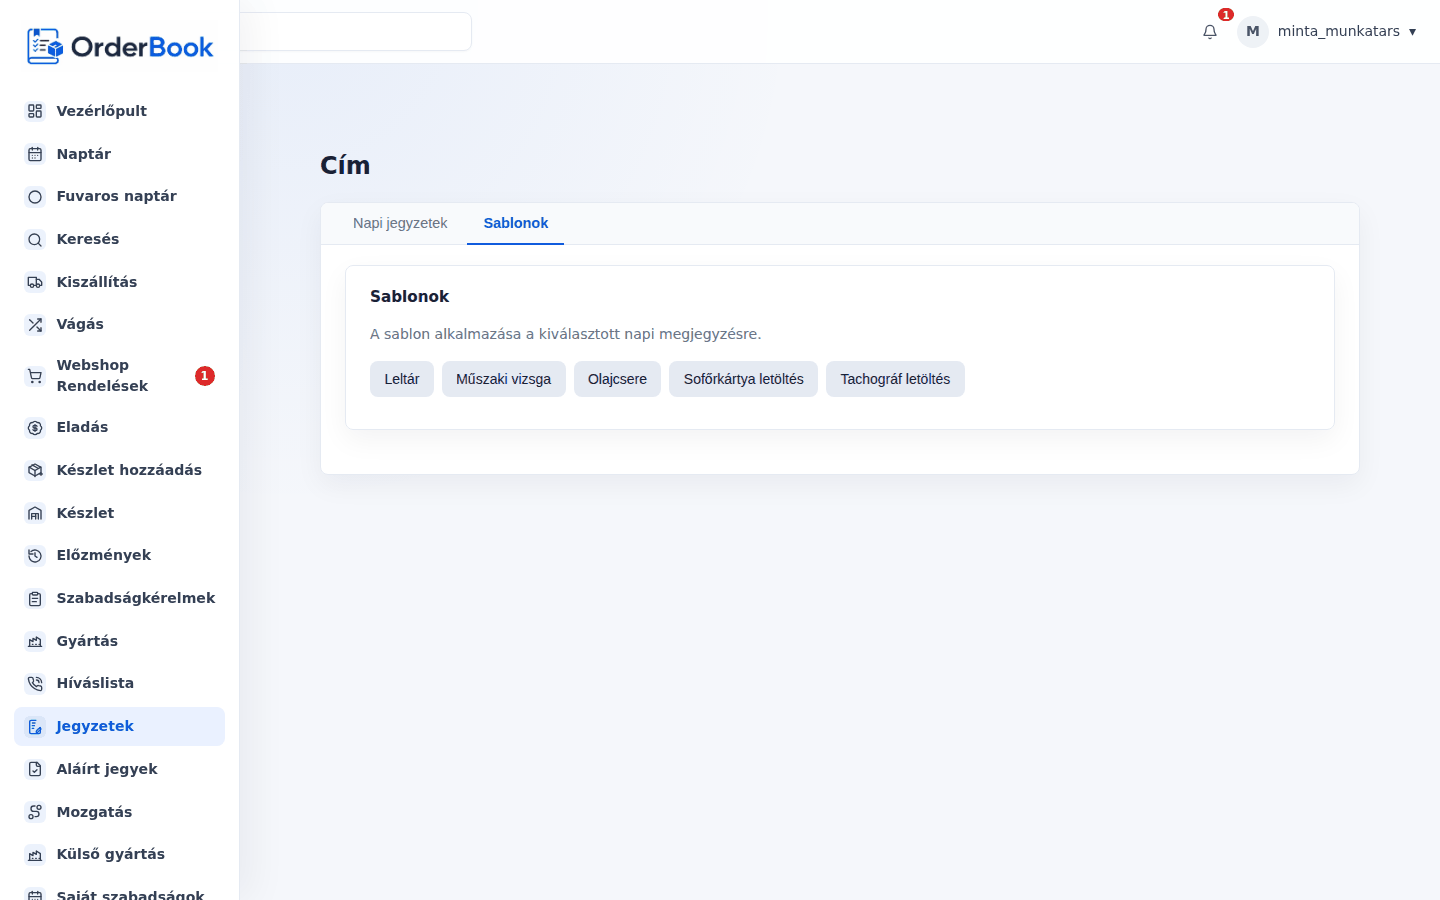 OrderBook
1
M
minta_munkatars ▼
Vezérlőpult
Naptár
Fuvaros naptár
Keresés
Kiszállítás
Vágás
Webshop
Rendelések
1
Eladás
Készlet hozzáadás
Készlet
Előzmények
Szabadságkérelmek
Gyártás
Híváslista
Jegyzetek
Aláírt jegyek
Mozgatás
Külső gyártás
Saját szabadságok
Cím
Napi jegyzetek
Sablonok
Sablonok
A sablon alkalmazása a kiválasztott napi megjegyzésre.
Leltár
Műszaki vizsga
Olajcsere
Sofőrkártya letöltés
Tachográf letöltés